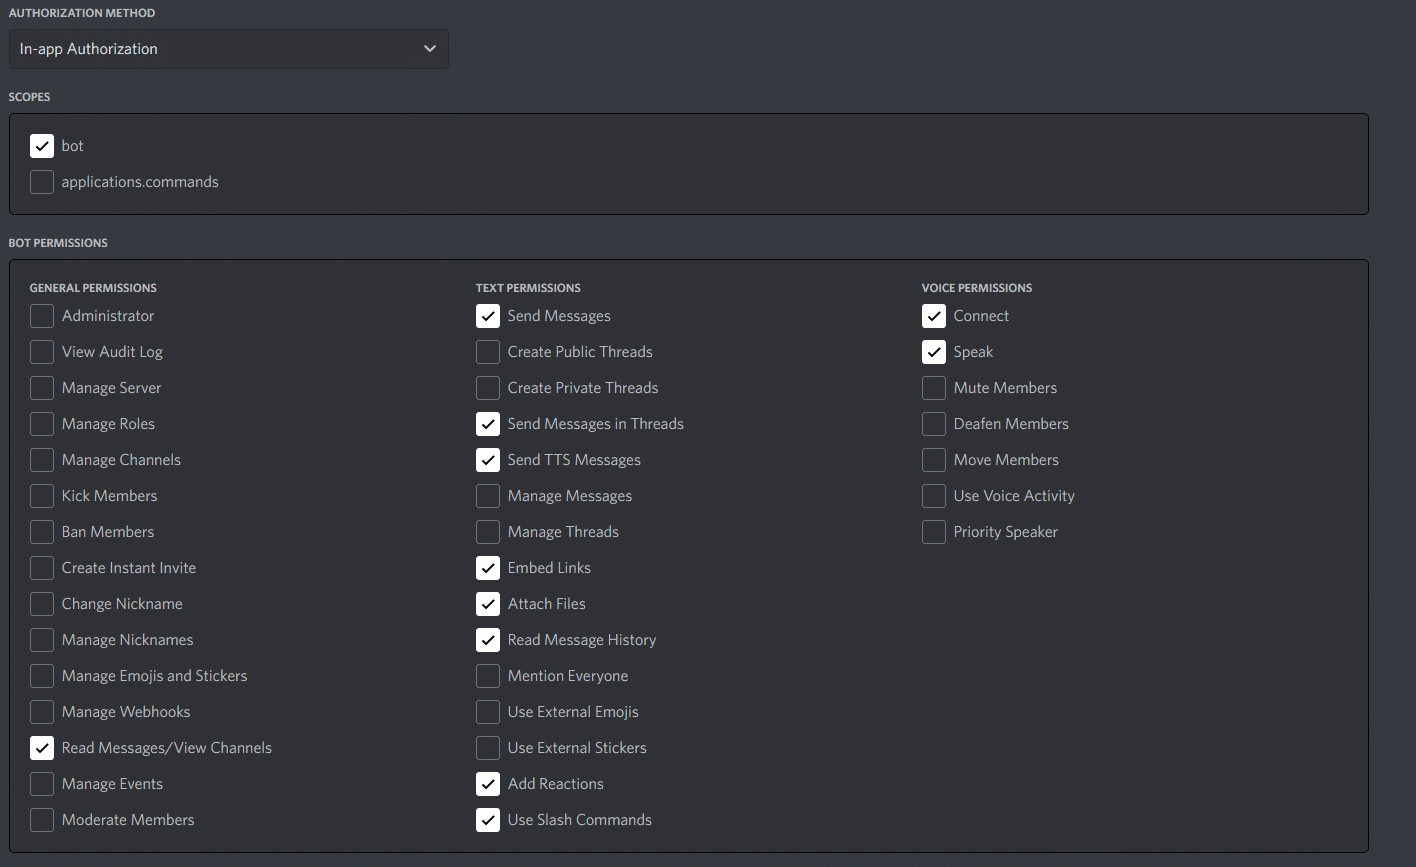 AUTHORIZATION METHOD
In-app Authorization
SCOPES
bot
applications.commands
BOT PERMISSIONS
GENERAL PERMISSIONS
Administrator
View Audit Log
Manage Server
Manage Roles
Manage Channels
Kick Members
Ban Members
Create Instant Invite
Change Nickname
Manage Nicknames
Manage Emojis and Stickers
Manage Webhooks
Read Messages/View Channels
Manage Events
Moderate Members
TEXT PERMISSIONS
Send Messages
Create Public Threads
Create Private Threads
Send Messages in Threads
Send TTS Messages
Manage Messages
Manage Threads
Embed Links
Attach Files
Read Message History
Mention Everyone
Use External Emojis
Use External Stickers
Add Reactions
Use Slash Commands
VOICE PERMISSIONS
Connect
Speak
Mute Members
Deafen Members
Move Members
Use Voice Activity
Priority Speaker